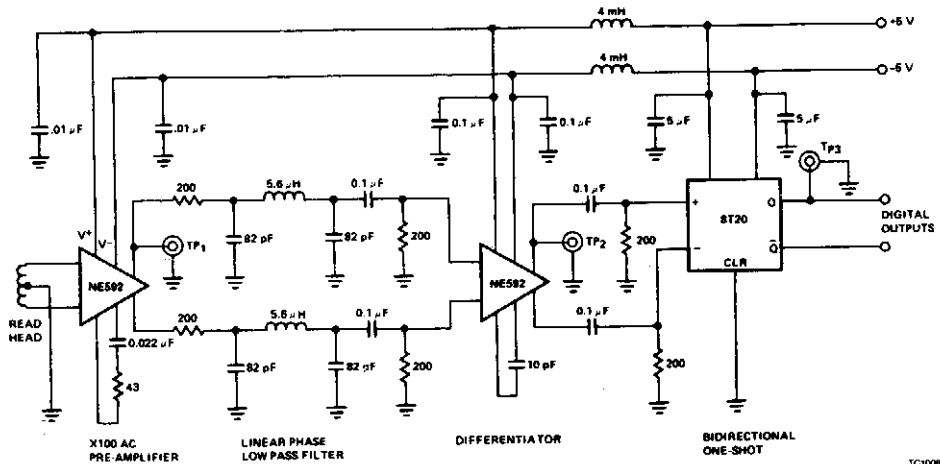 4 mH
+5 V
4 mH
-5 V
.01 µF
.01 µF
0.1 µF
0.1 µF
5 µF
5 µF
TP3
200
5.6 µH
0.1 µF
0.1 µF
V+
V-
TP1
82 pF
82 pF
200
TP2
200
+
8T20
Q
DIGITAL
OUTPUTS
-
Q̅
CLR
NE592
NE592
READ
HEAD
200
5.6 µH
0.1 µF
0.1 µF
0.022 µF
82 pF
82 pF
200
10 pF
200
43
X100 AC
PRE-AMPLIFIER
LINEAR PHASE
LOW PASS FILTER
DIFFERENTIATOR
BIDIRECTIONAL
ONE-SHOT